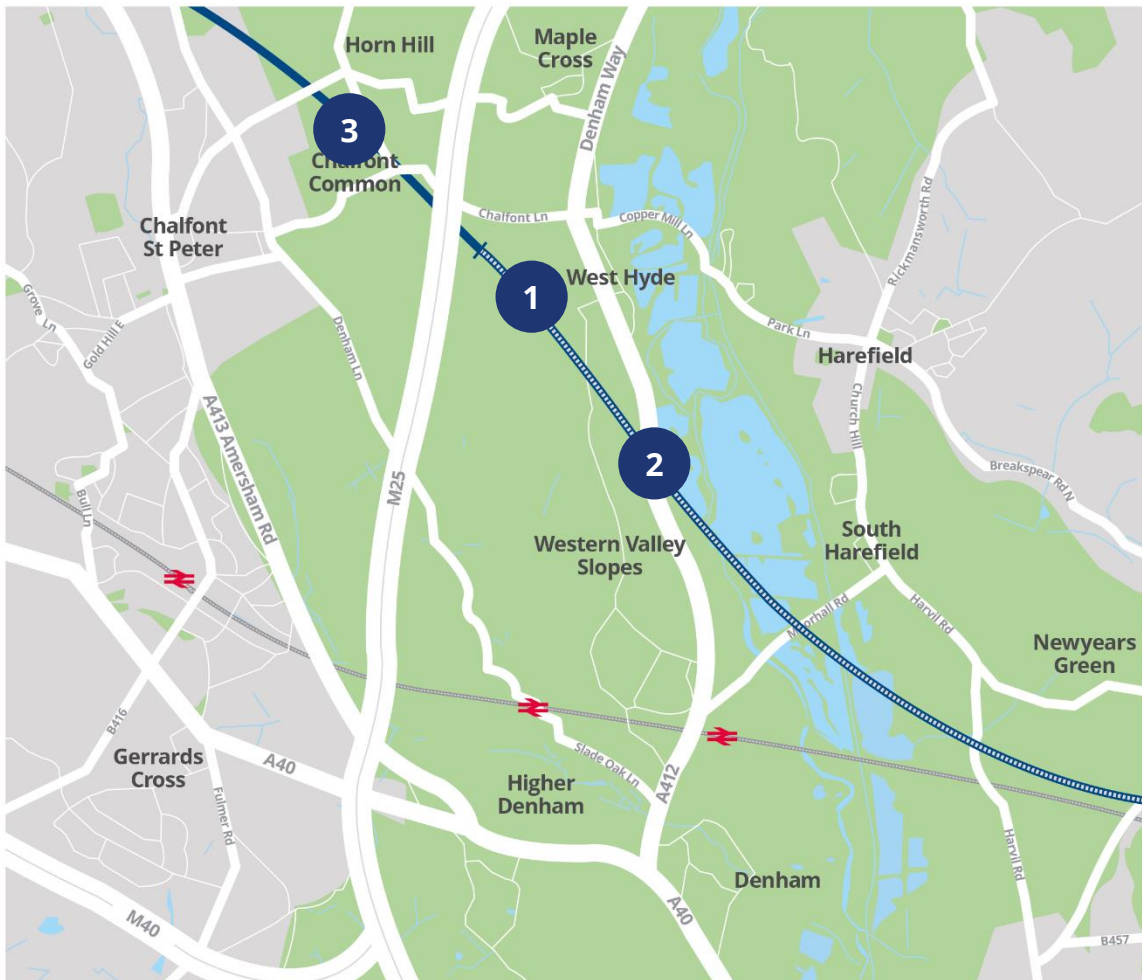 Horn Hill
Maple
Cross
Denham Way
3
Chalfont
Common
Chalfont Ln
Copper Mill Ln
Rickmansworth Rd
Chalfont
St Peter
1
West Hyde
Grove Ln
Gold Hill E
Denham Ln
Park Ln
Harefield
Church Hill
A413 Amersham Rd
M25
2
Breakspear Rd N
Bull Ln
Western Valley
Slopes
South
Harefield
Moorhall Rd
Harvil Rd
Newyears
Green
B416
Gerrards
Cross
A40
Slade Oak Ln
A412
Higher
Denham
Fulmer Rd
Harvil Rd
Denham
A40
M40
B457